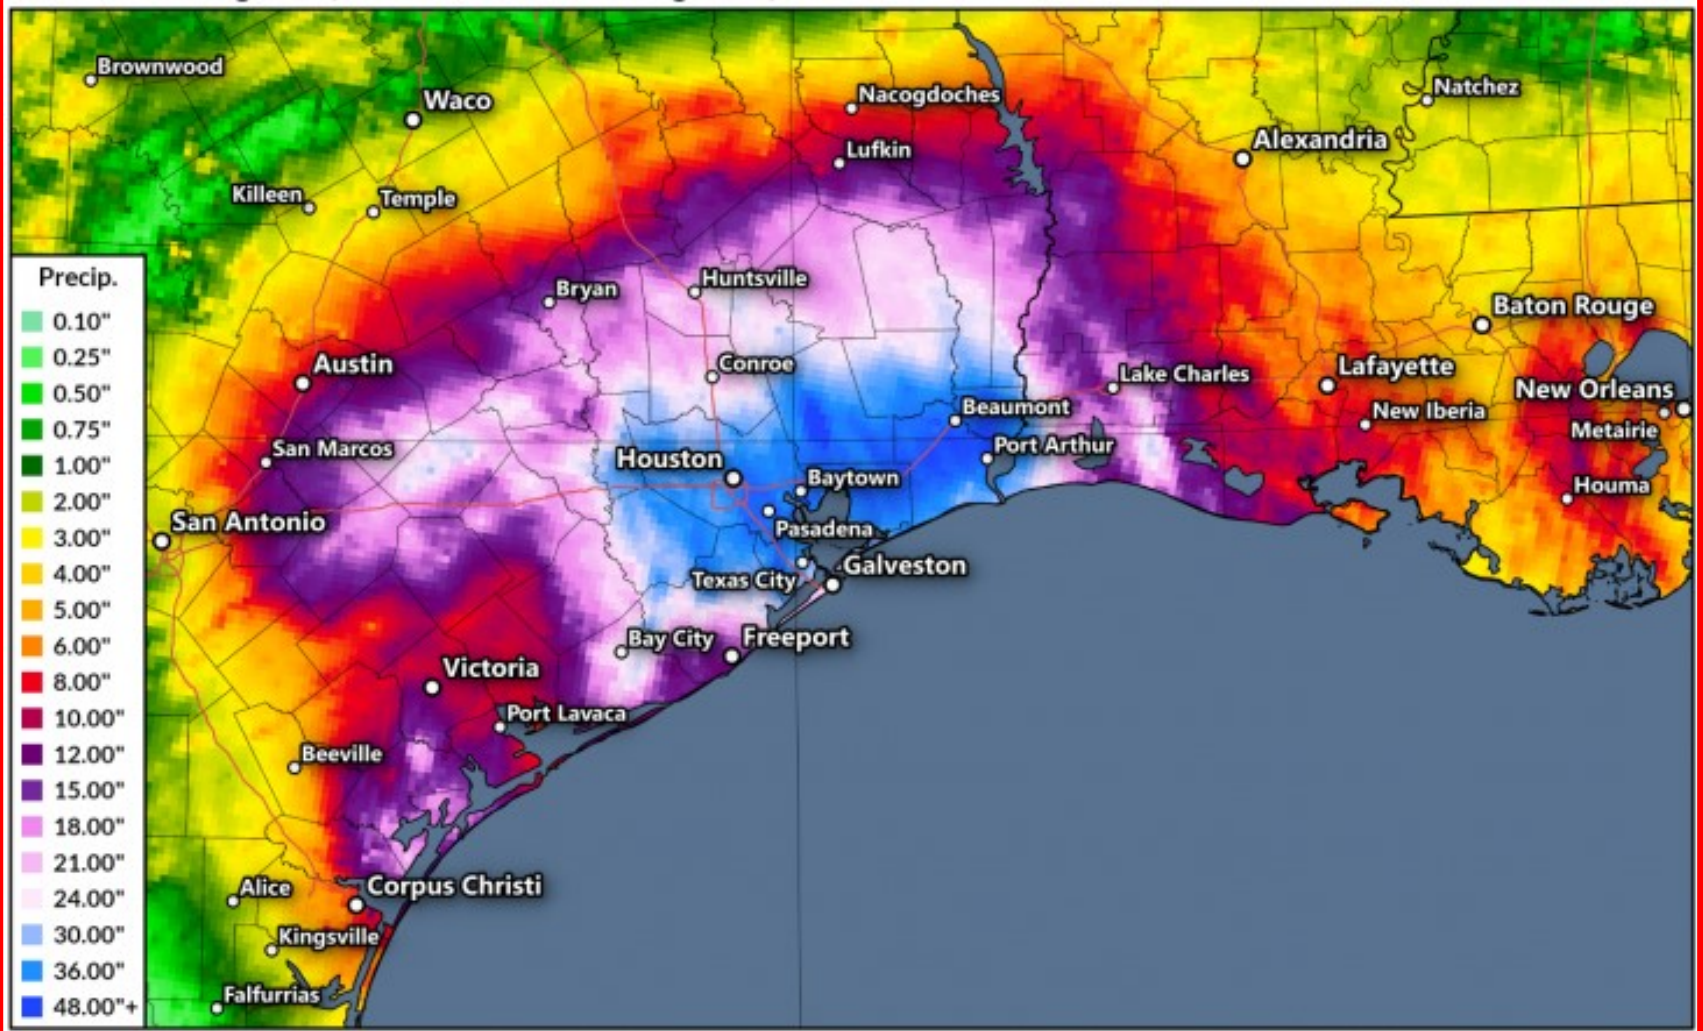 Brownwood
Waco
Nacogdoches
Natchez
Alexandria
Lufkin
Killeen
Temple
Bryan
Huntsville
Baton Rouge
Austin
Conroe
Lake Charles
Lafayette
New Orleans
Beaumont
New Iberia
Metairie
San Marcos
Houston
Port Arthur
Baytown
Houma
San Antonio
Pasadena
Texas City
Galveston
Bay City
Freeport
Victoria
Port Lavaca
Beeville
Alice
Corpus Christi
Kingsville
Falfurrias
Precip.
0.10"
0.25"
0.50"
0.75"
1.00"
2.00"
3.00"
4.00"
5.00"
6.00"
8.00"
10.00"
12.00"
15.00"
18.00"
21.00"
24.00"
30.00"
36.00"
48.00"+